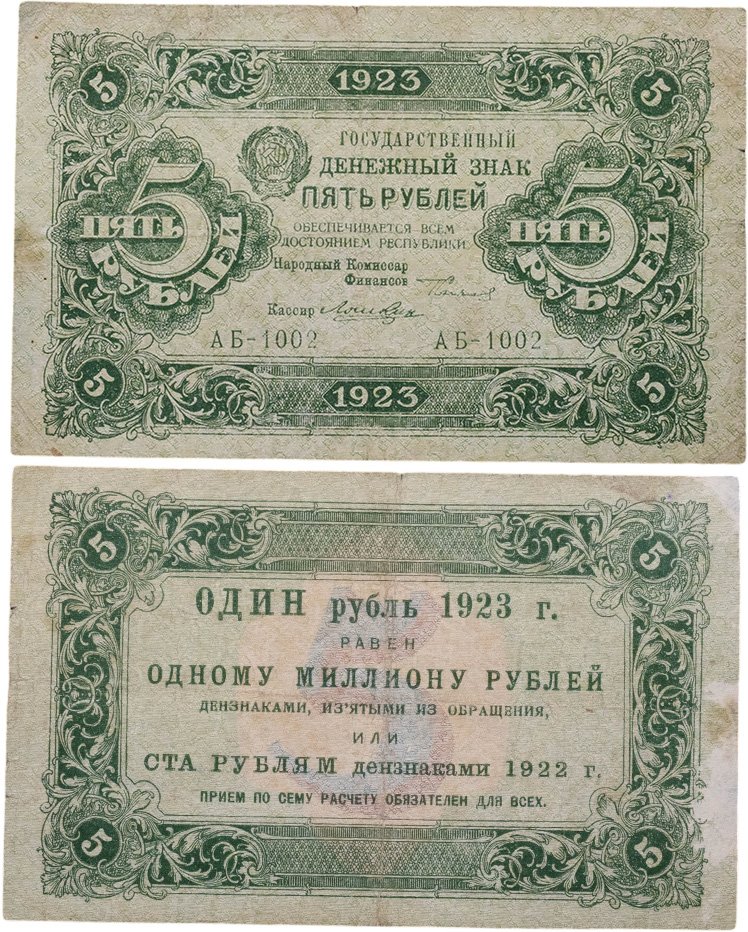 5 1923 5
ГОСУДАРСТВЕННЫЙ
ДЕНЕЖНЫЙ ЗНАК
ПЯТЬ РУБЛЕЙ
5 ПЯТЬ РУБЛЕЙ
5 ПЯТЬ РУБЛЕЙ
ОБЕСПЕЧИВАЕТСЯ ВСЕМ
ДОСТОЯНИЕМ РЕСПУБЛИКИ
Народный Комиссар
Финансов
Кассир
АБ-1002 АБ-1002
5 1923 5
5 5
ОДИН рубль 1923 г.
РАВЕН
ОДНОМУ МИЛЛИОНУ РУБЛЕЙ
ДЕНЗНАКАМИ, ИЗ'ЯТЫМИ ИЗ ОБРАЩЕНИЯ,
ИЛИ
СТА РУБЛЯМ дензнаками 1922 г.
ПРИЕМ ПО СЕМУ РАСЧЕТУ ОБЯЗАТЕЛЕН ДЛЯ ВСЕХ.
5
5 5